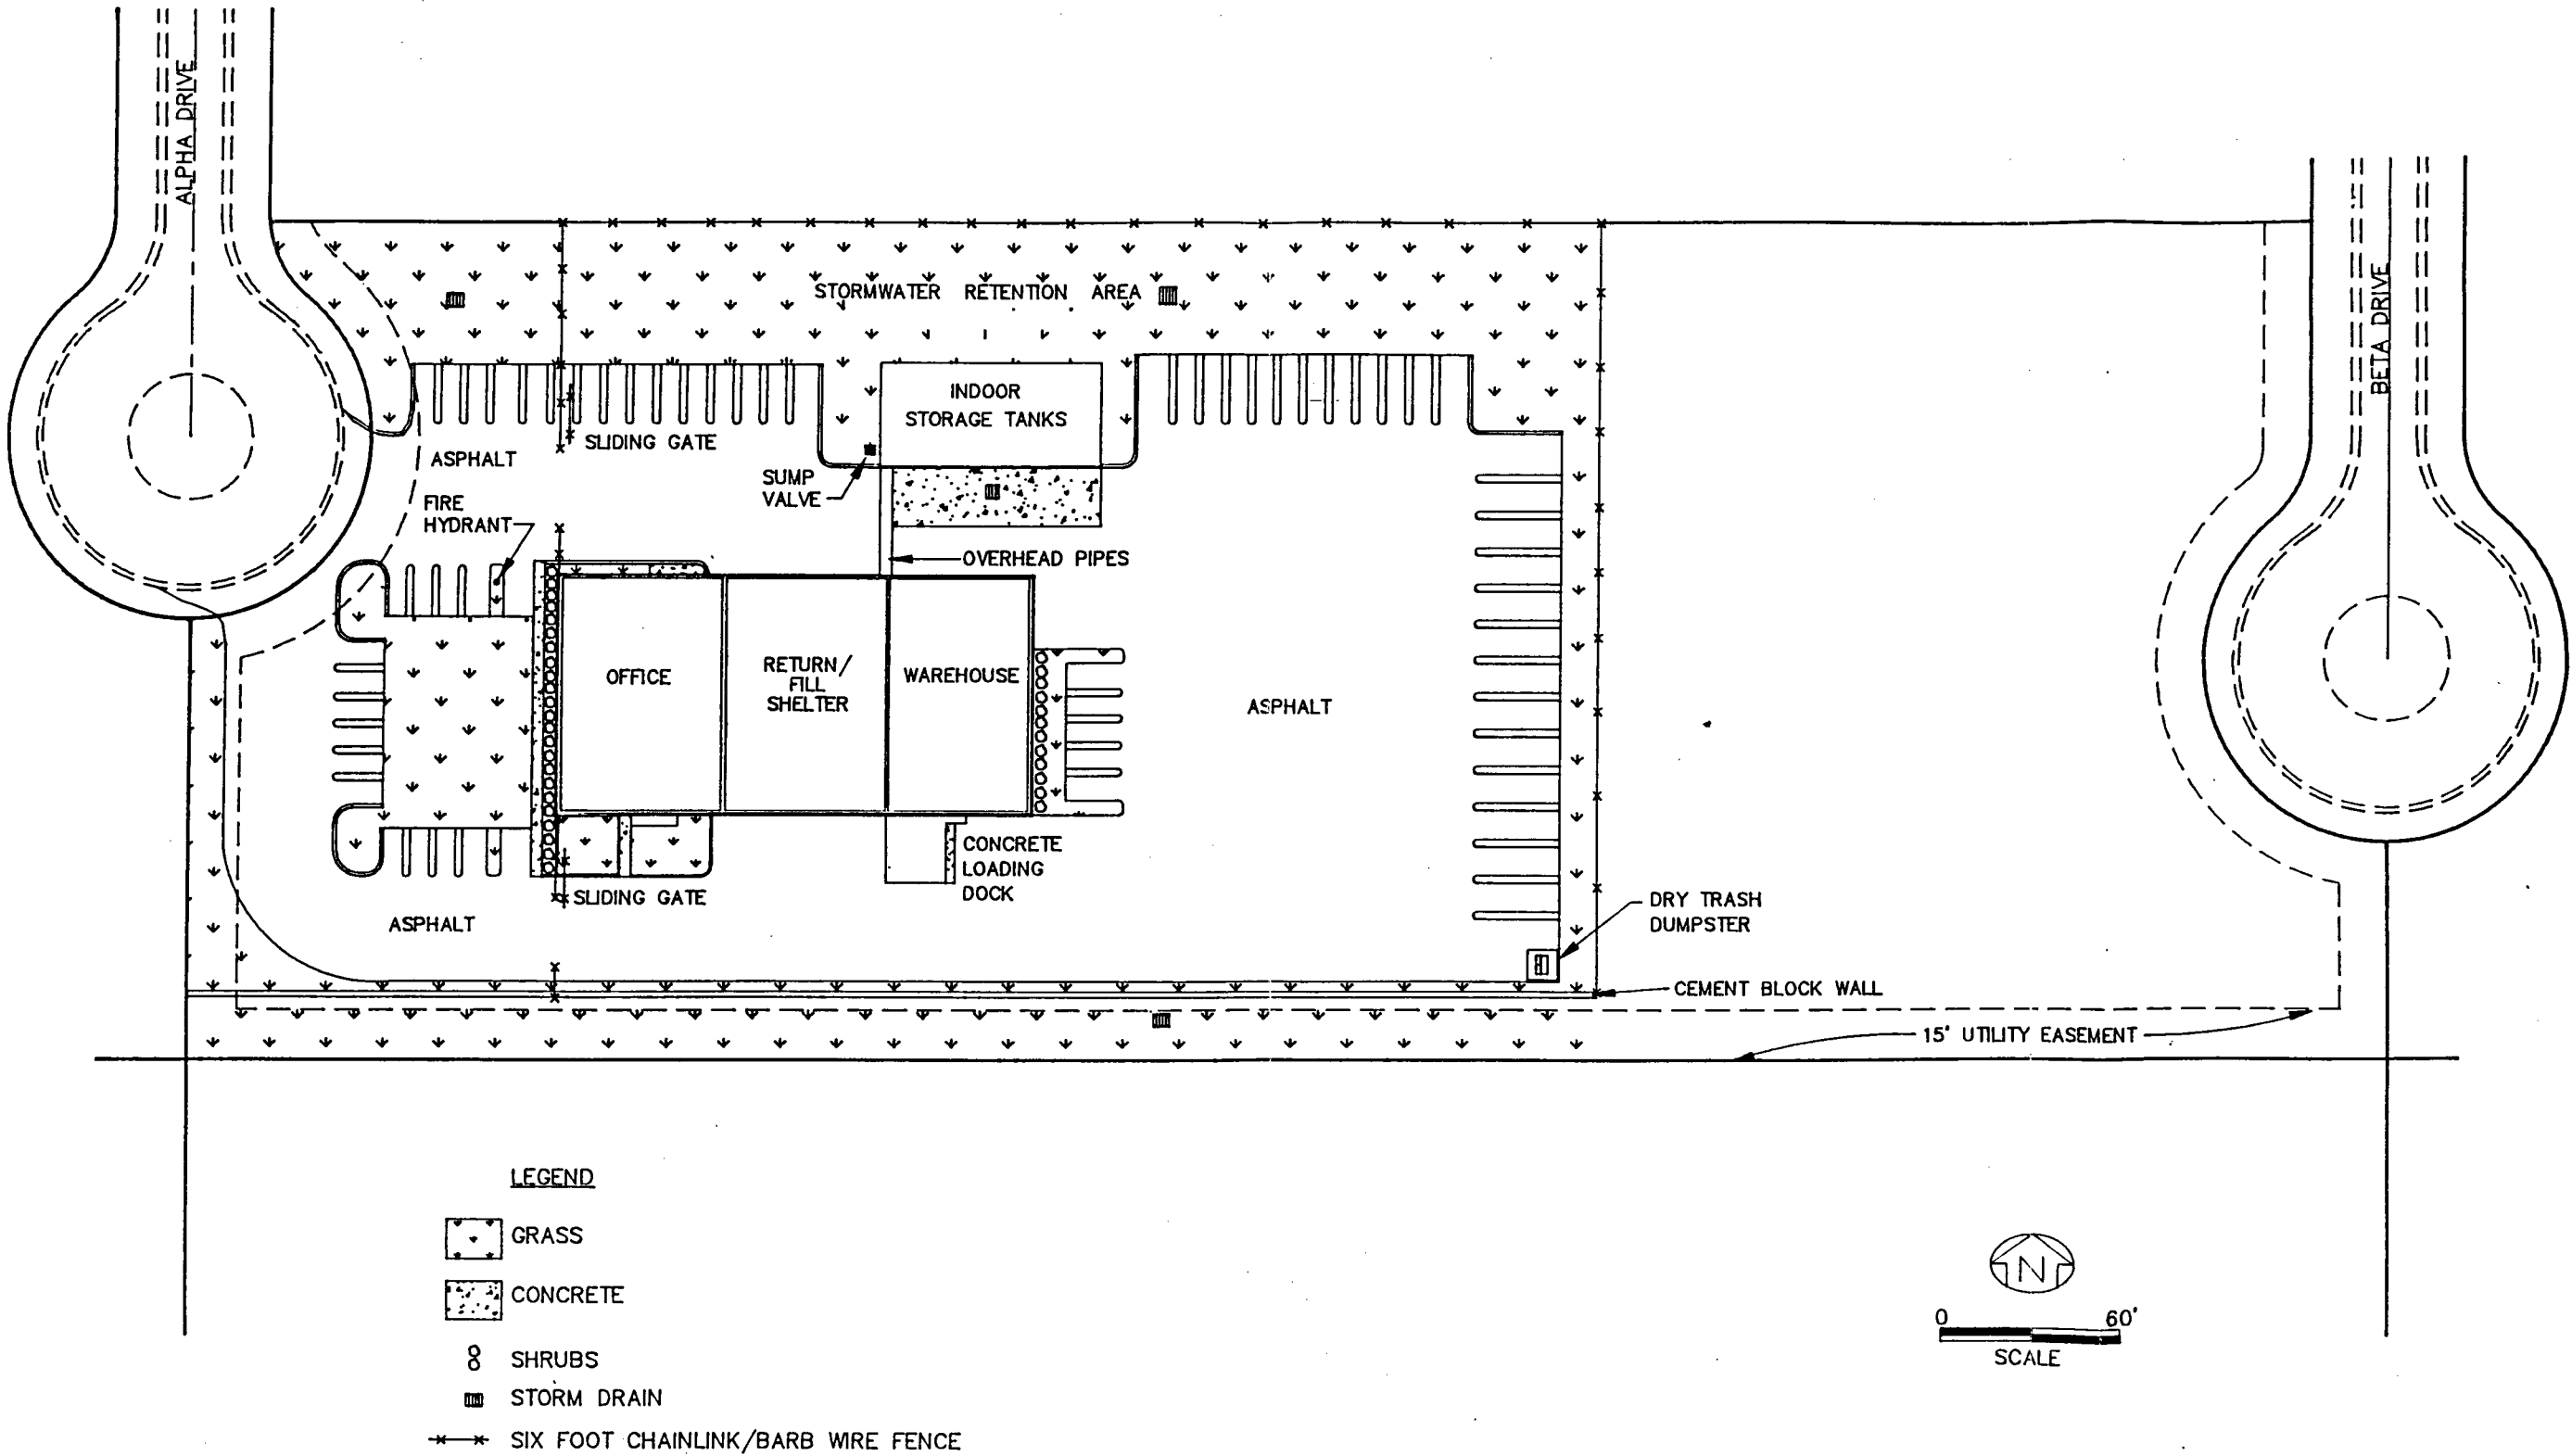 ALPHA DRIVE
BETA DRIVE
STORMWATER RETENTION AREA
INDOOR
STORAGE TANKS
SLIDING GATE
ASPHALT
SUMP
VALVE
FIRE
HYDRANT
OVERHEAD PIPES
OFFICE
RETURN/
FILL
SHELTER
WAREHOUSE
ASPHALT
CONCRETE
LOADING
DOCK
SLIDING GATE
ASPHALT
DRY TRASH
DUMPSTER
CEMENT BLOCK WALL
15' UTILITY EASEMENT
LEGEND
GRASS
CONCRETE
SHRUBS
STORM DRAIN
SIX FOOT CHAINLINK/BARB WIRE FENCE
N
0 60'
SCALE